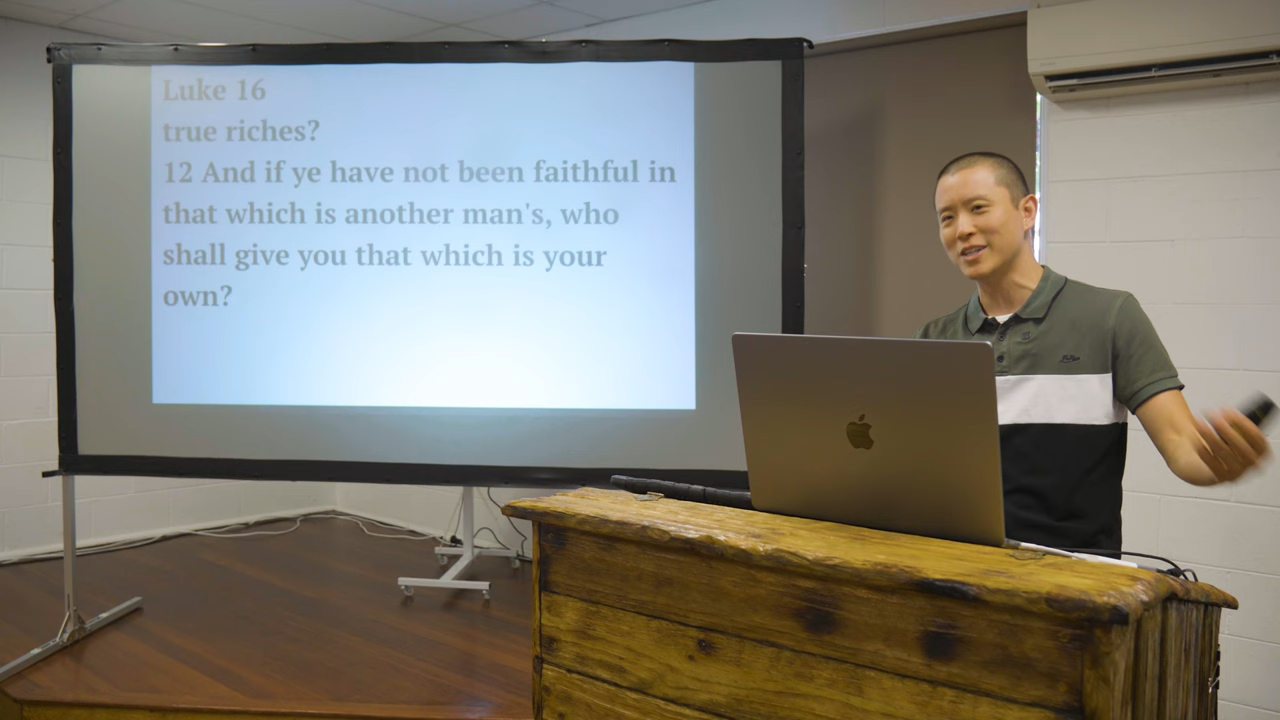 Luke 16
true riches?
12 And if ye have not been faithful in
that which is another man's, who
shall give you that which is your
own?